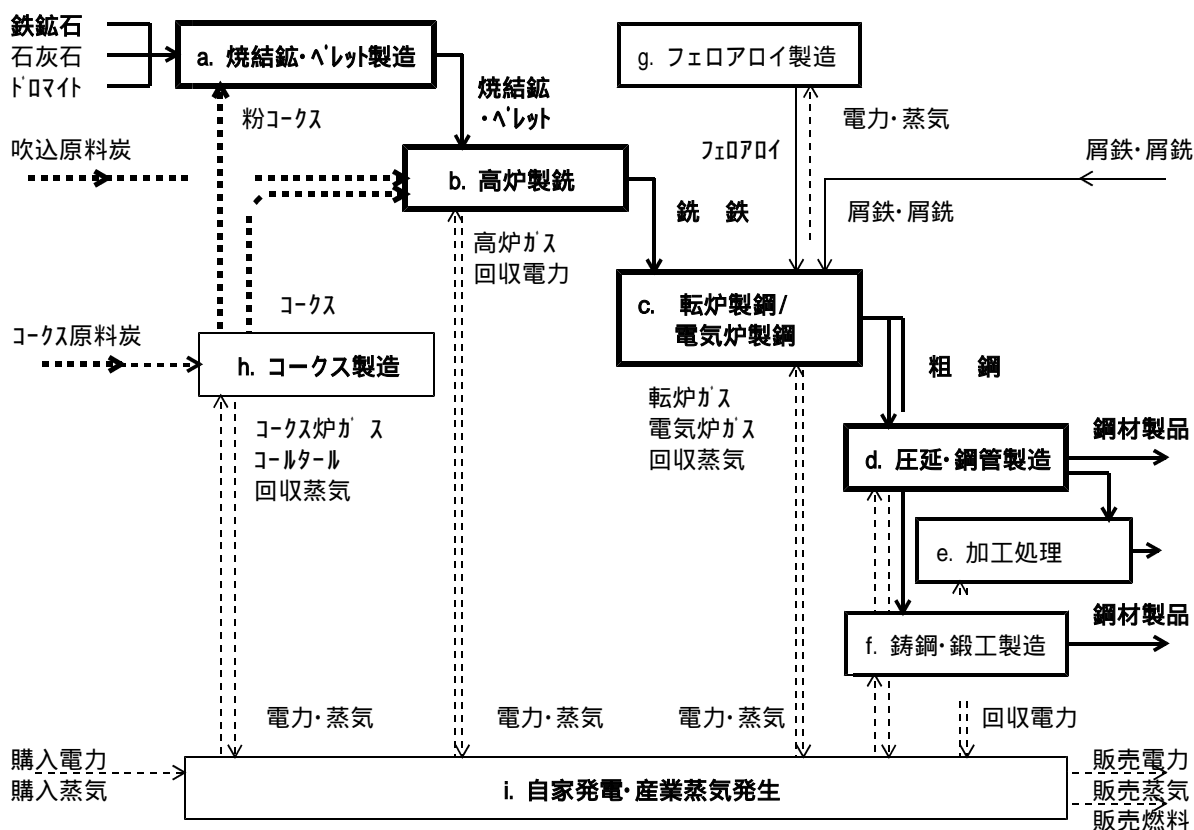 鉄鉱石
石灰石
ﾄﾞﾛﾏｲﾄ
a. 焼結鉱・ﾍﾟﾚｯﾄ製造
g. フェロアロイ製造
焼結鉱
・ﾍﾟﾚｯﾄ
粉ｺｰｸｽ
電力・蒸気
吹込原料炭
ﾌｪﾛｱﾛｲ
屑鉄・屑銑
b. 高炉製銑
銑 鉄
屑鉄・屑銑
高炉ｶﾞｽ
回収電力
ｺｰｸｽ
c. 転炉製鋼/
電気炉製鋼
ｺｰｸｽ原料炭
h. コークス製造
粗 鋼
転炉ｶﾞｽ
電気炉ｶﾞｽ
回収蒸気
ｺｰｸｽ炉ｶﾞｽ
ｺｰﾙﾀｰﾙ
回収蒸気
鋼材製品
d. 圧延・鋼管製造
e. 加工処理
鋼材製品
f. 鋳鋼・鍛工製造
電力・蒸気
電力・蒸気
電力・蒸気
回収電力
購入電力
購入蒸気
i. 自家発電・産業蒸気発生
販売電力
販売蒸気
販売燃料